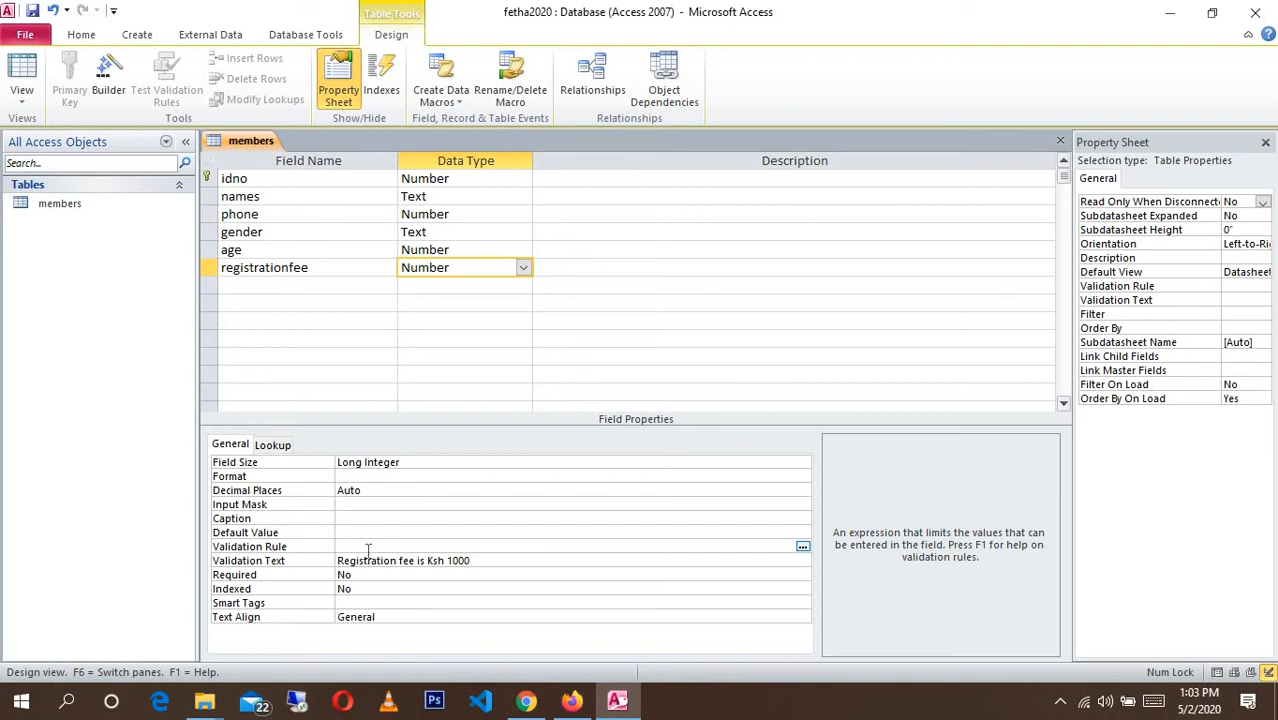 Table Tools
fetha2020 : Database (Access 2007) - Microsoft Access
File Home Create External Data Database Tools Design
View
Primary Key
Builder
Test Validation Rules
Insert Rows
Delete Rows
Modify Lookups
Property Sheet
Indexes
Create Data Macros
Rename/Delete Macro
Relationships
Object Dependencies
Views Tools Show/Hide Field, Record & Table Events Relationships
All Access Objects
Search...
Tables
members
members
Field Name Data Type Description
idno Number
names Text
phone Number
gender Text
age Number
registrationfee Number
Field Properties
General Lookup
Field Size Long Integer
Format
Decimal Places Auto
Input Mask
Caption
Default Value
Validation Rule
Validation Text Registration fee is Ksh 1000
Required No
Indexed No
Smart Tags
Text Align General
An expression that limits the values that can
be entered in the field. Press F1 for help on
validation rules.
Property Sheet
Selection type: Table Properties
General
Read Only When Disconnecte No
Subdatasheet Expanded No
Subdatasheet Height 0"
Orientation Left-to-Ri
Description
Default View Datasheet
Validation Rule
Validation Text
Filter
Order By
Subdatasheet Name [Auto]
Link Child Fields
Link Master Fields
Filter On Load No
Order By On Load Yes
Design view. F6 = Switch panes. F1 = Help.
Num Lock
22
Ps
1:03 PM
5/2/2020